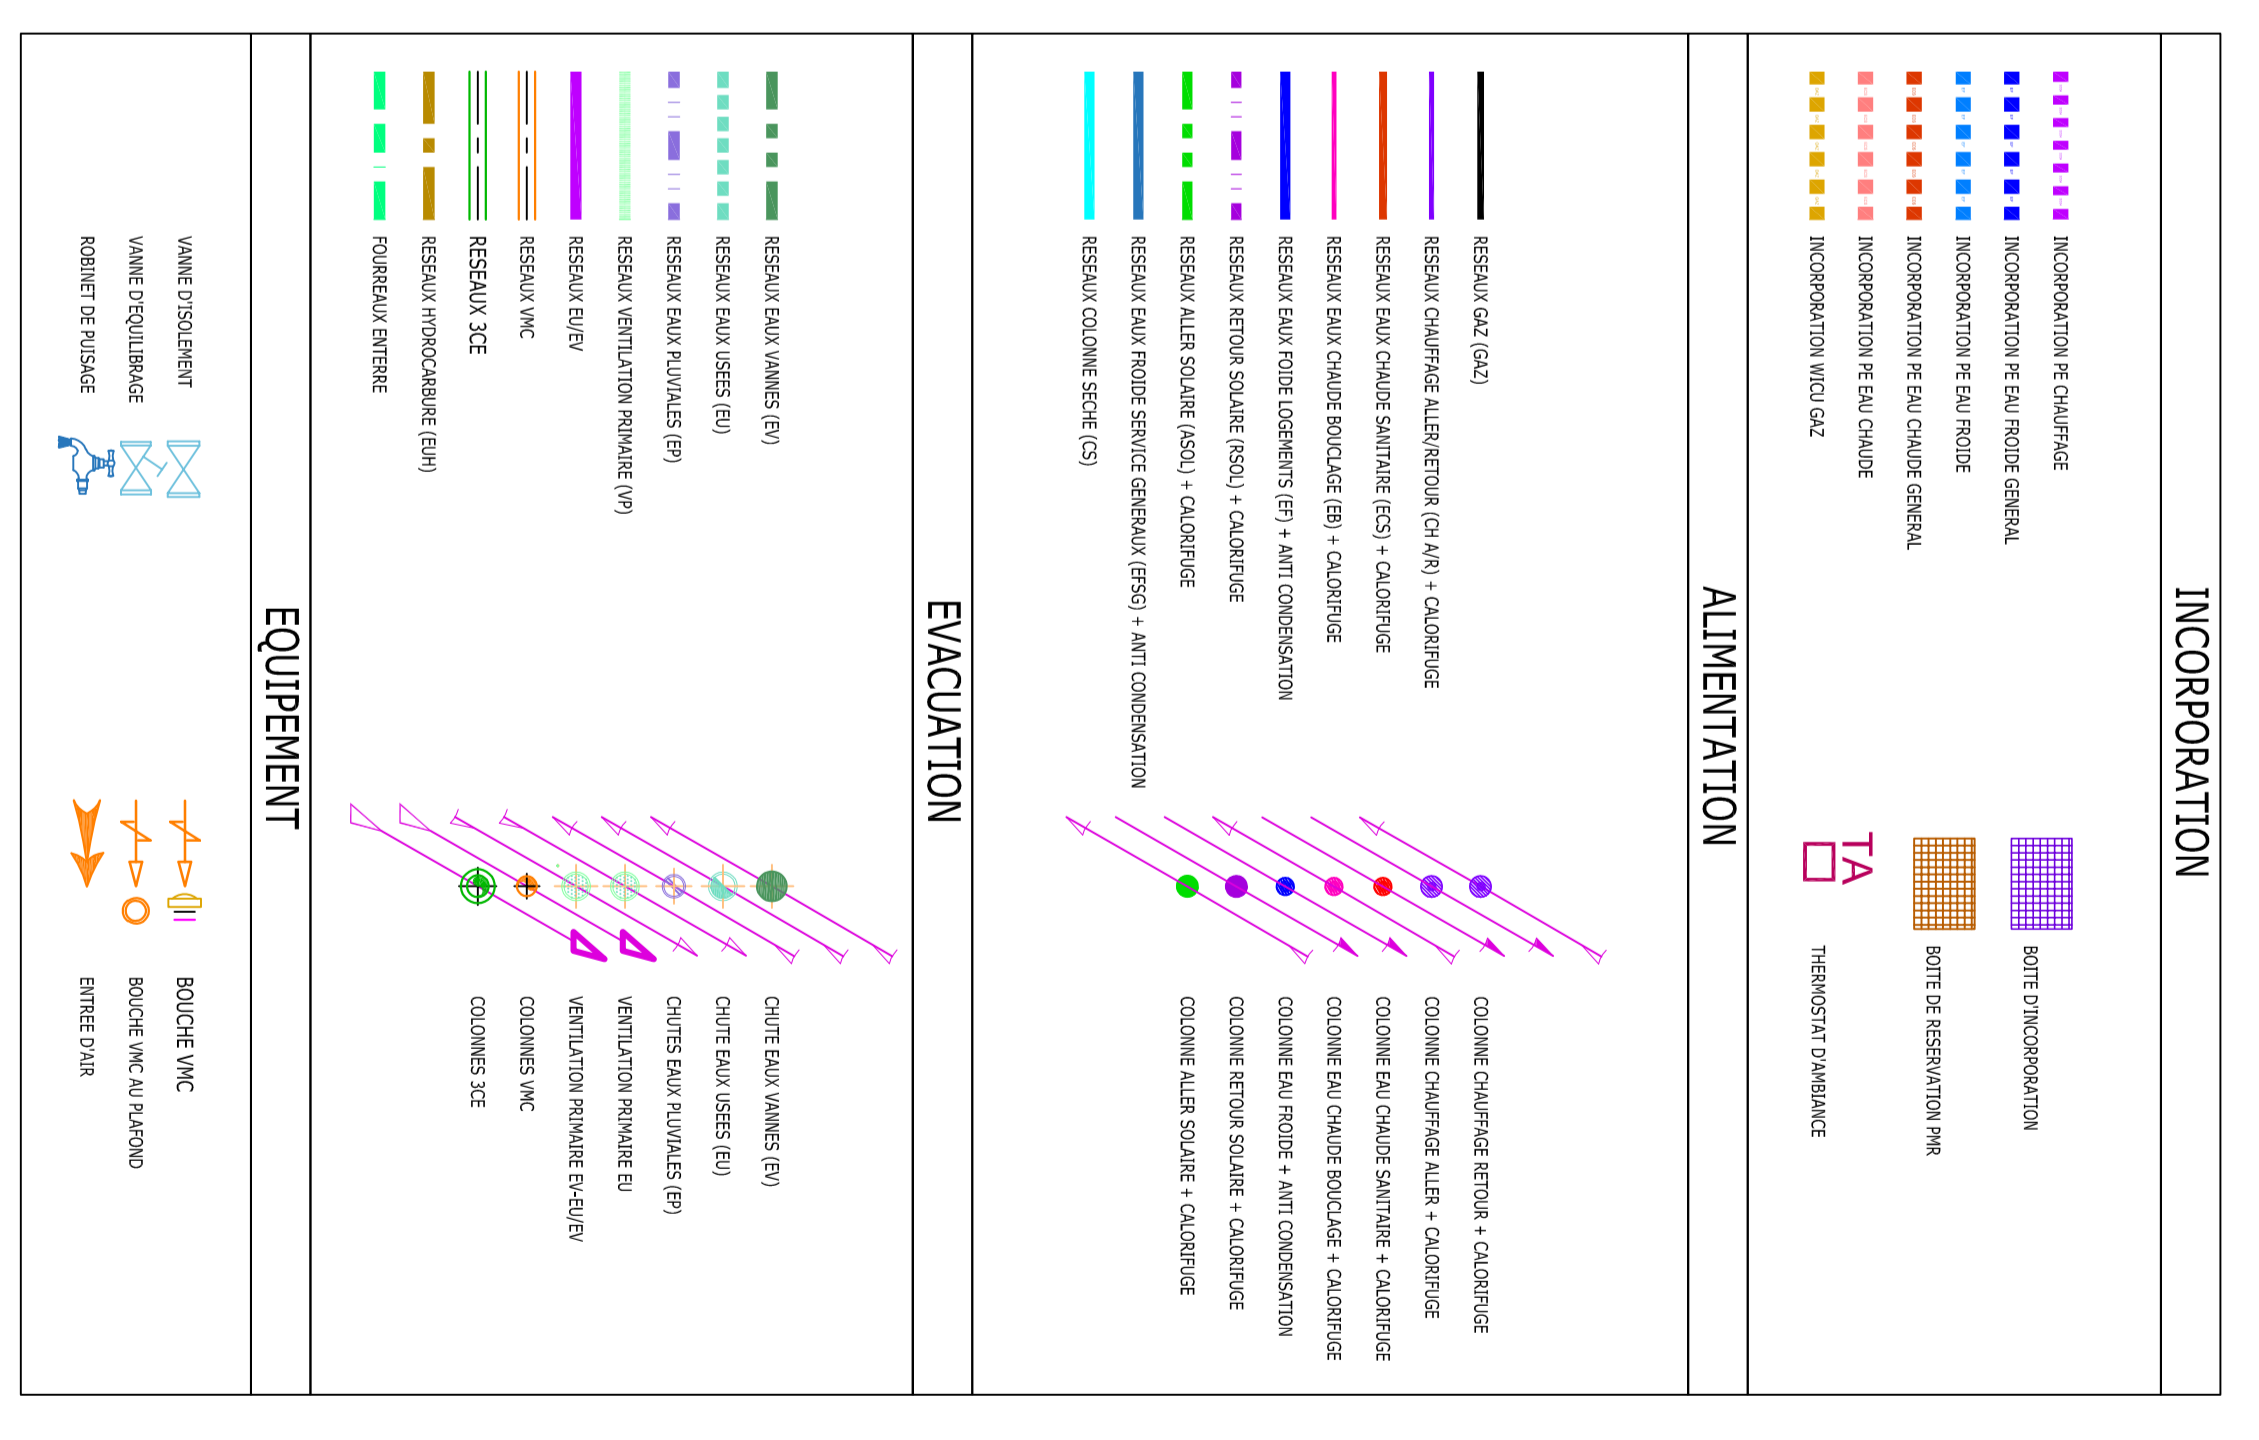 INCORPORATION
INCORPORATION PE CHAUFFAGE
INCORPORATION PE EAU FROIDE GENERAL
INCORPORATION PE EAU FROIDE
INCORPORATION PE EAU CHAUDE GENERAL
INCORPORATION PE EAU CHAUDE
INCORPORATION WICU GAZ
BOITE D'INCORPORATION
BOITE DE RESERVATION PMR
TA
THERMOSTAT D'AMBIANCE
ALIMENTATION
RESEAUX GAZ (GAZ)
RESEAUX CHAUFFAGE ALLER/RETOUR (CH A/R) + CALORIFUGE
RESEAUX EAUX CHAUDE SANITAIRE (ECS) + CALORIFUGE
RESEAUX EAUX CHAUDE BOUCLAGE (EB) + CALORIFUGE
RESEAUX EAUX FOIDE LOGEMENTS (EF) + ANTI CONDENSATION
RESEAUX RETOUR SOLAIRE (RSOL) + CALORIFUGE
RESEAUX ALLER SOLAIRE (ASOL) + CALORIFUGE
RESEAUX EAUX FROIDE SERVICE GENERAUX (EFSG) + ANTI CONDENSATION
RESEAUX COLONNE SECHE (CS)
COLONNE CHAUFFAGE RETOUR + CALORIFUGE
COLONNE CHAUFFAGE ALLER + CALORIFUGE
COLONNE EAU CHAUDE SANITAIRE + CALORIFUGE
COLONNE EAU CHAUDE BOUCLAGE + CALORIFUGE
COLONNE EAU FROIDE + ANTI CONDENSATION
COLONNE RETOUR SOLAIRE + CALORIFUGE
COLONNE ALLER SOLAIRE + CALORIFUGE
EVACUATION
RESEAUX EAUX VANNES (EV)
RESEAUX EAUX USEES (EU)
RESEAUX EAUX PLUVIALES (EP)
RESEAUX VENTILATION PRIMAIRE (VP)
RESEAUX EU/EV
RESEAUX VMC
RESEAUX 3CE
RESEAUX HYDROCARBURE (EUH)
FOURREAUX ENTERRE
CHUTE EAUX VANNES (EV)
CHUTE EAUX USEES (EU)
CHUTES EAUX PLUVIALES (EP)
VENTILATION PRIMAIRE EU
VENTILATION PRIMAIRE EV-EU/EV
COLONNES VMC
COLONNES 3CE
EQUIPEMENT
VANNE D'ISOLEMENT
VANNE D'EQUILIBRAGE
ROBINET DE PUISAGE
BOUCHE VMC
BOUCHE VMC AU PLAFOND
ENTREE D'AIR